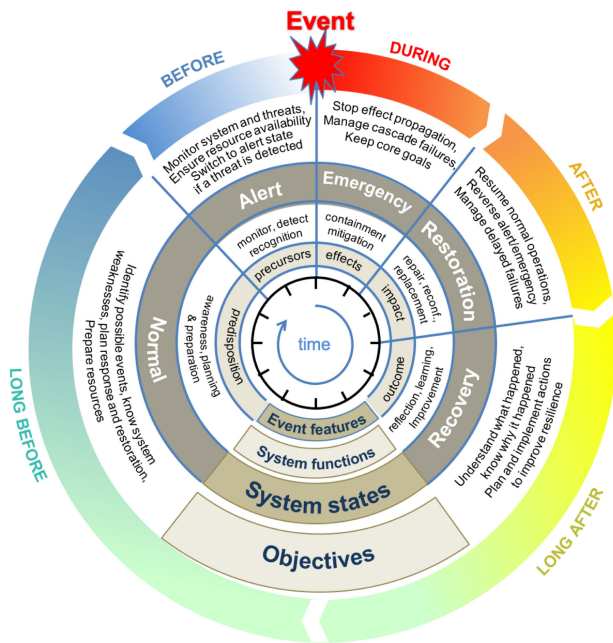 Event
BEFORE
DURING
AFTER
LONG AFTER
LONG BEFORE
Monitor system and threats,
Ensure resource availability
Switch to alert state
if a threat is detected
Stop effect propagation,
Manage cascade failures,
Keep core goals
Resume normal operations,
Reverse alert/emergency
Manage delayed failures
Understand what happened,
know why it happened
Plan and implement actions
to improve resilience
Identify possible events, know system
weaknesses, plan response and restoration,
Prepare resources
Alert
Emergency
Restoration
Recovery
Normal
monitor, detect
recognition
containment
mitigation
repair, reconf.,
replacement
reflection, learning,
Improvement
awareness, planning
& preparation
precursors
effects
impact
outcome
predisposition
time
Event features
System functions
System states
Objectives